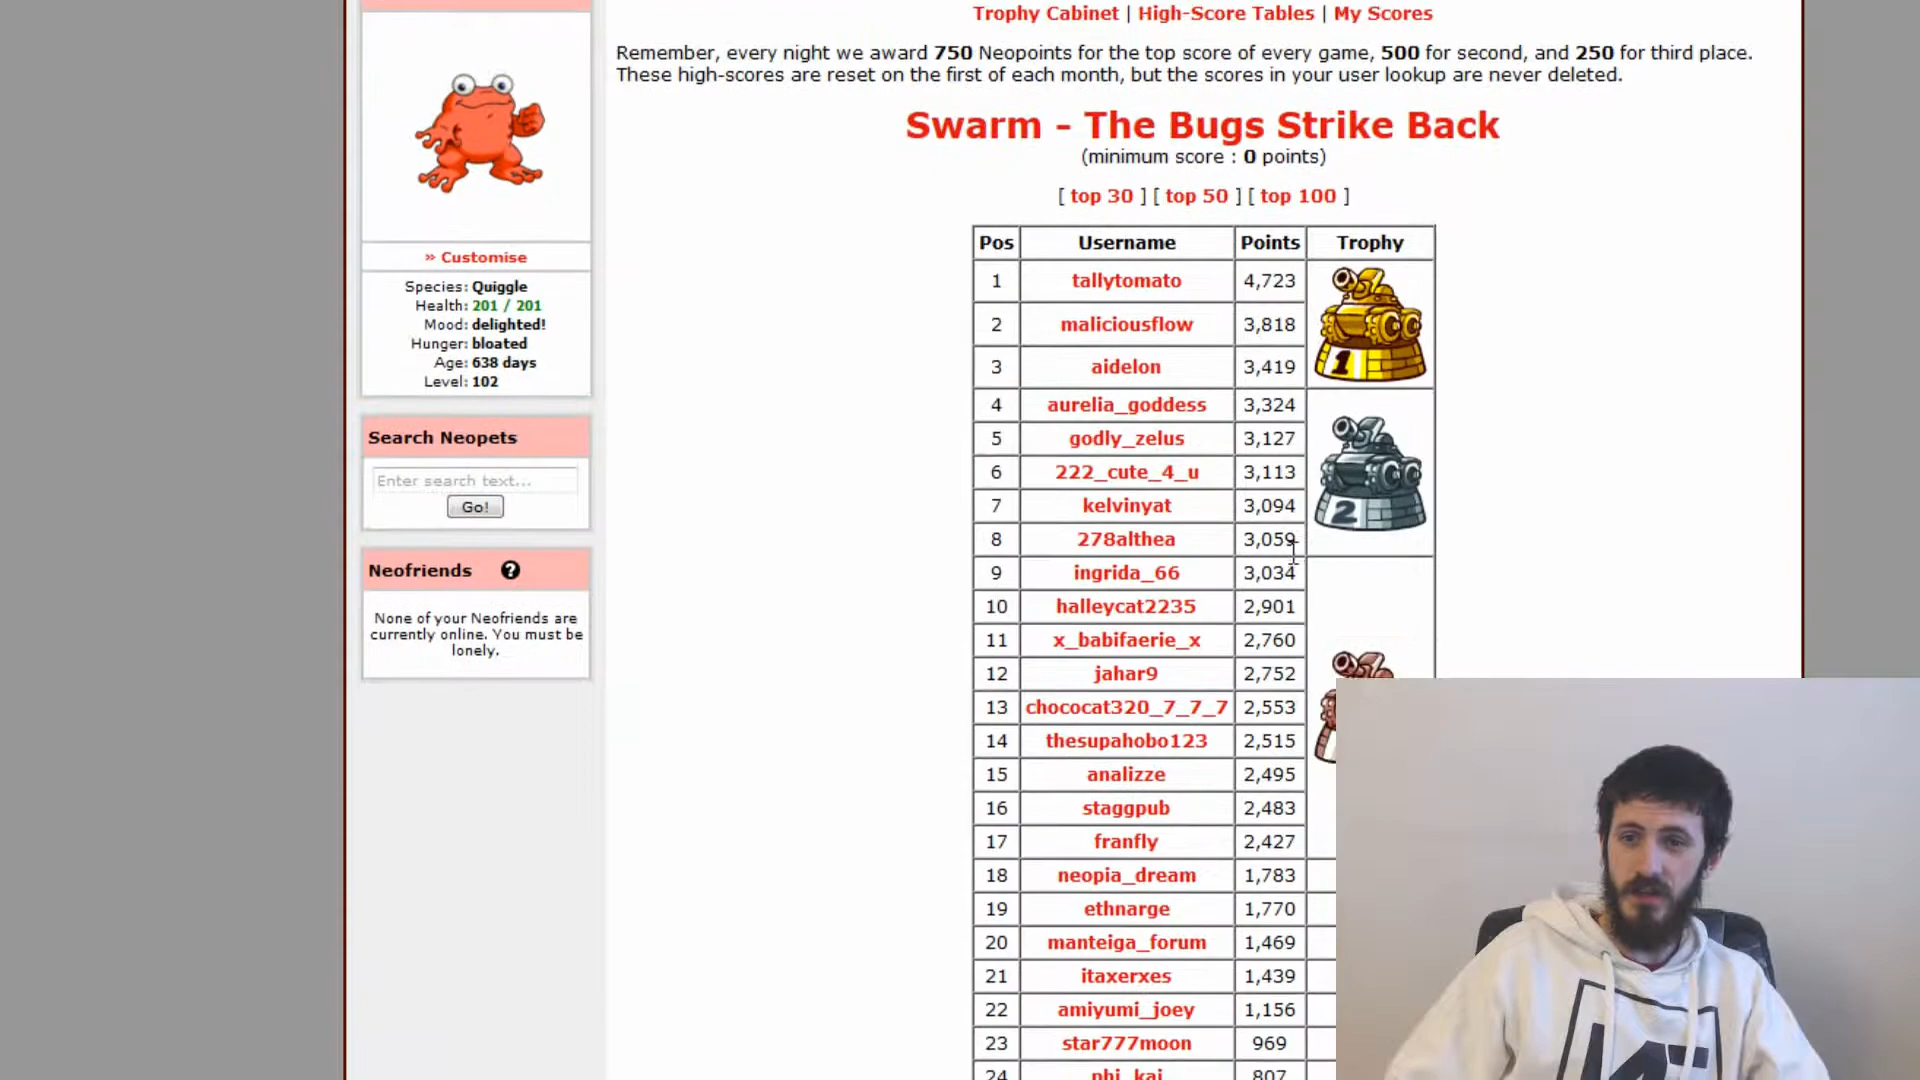 Trophy Cabinet | High-Score Tables | My Scores
Remember, every night we award 750 Neopoints for the top score of every game, 500 for second, and 250 for third place.
These high-scores are reset on the first of each month, but the scores in your user lookup are never deleted.
Swarm - The Bugs Strike Back
(minimum score : 0 points)
[ top 30 ] [ top 50 ] [ top 100 ]
» Customise
Species: Quiggle
Health: 201 / 201
Mood: delighted!
Hunger: bloated
Age: 638 days
Level: 102
Search Neopets
Enter search text...
Go!
Neofriends ?
None of your Neofriends are
currently online. You must be
lonely.
Pos Username Points Trophy
1 tallytomato 4,723
2 maliciousflow 3,818
3 aidelon 3,419
1
4 aurelia_goddess 3,324
5 godly_zelus 3,127
6 222_cute_4_u 3,113
7 kelvinyat 3,094
8 278althea 3,059
2
9 ingrida_66 3,034
10 halleycat2235 2,901
11 x_babifaerie_x 2,760
12 jahar9 2,752
13 chococat320_7_7_7 2,553
14 thesupahobo123 2,515
15 analizze 2,495
16 staggpub 2,483
17 franfly 2,427
18 neopia_dream 1,783
19 ethnarge 1,770
20 manteiga_forum 1,469
21 itaxerxes 1,439
22 amiyumi_joey 1,156
23 star777moon 969
24 phi_kai 807